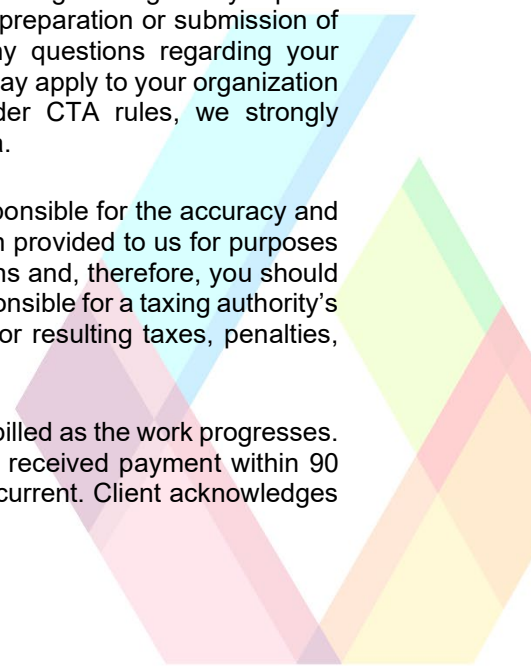 preparation or submission of
ny questions regarding your
ay apply to your organization
der CTA rules, we strongly
ponsible for the accuracy and
n provided to us for purposes
ns and, therefore, you should
onsible for a taxing authority's
or resulting taxes, penalties,
billed as the work progresses.
received payment within 90
current. Client acknowledges